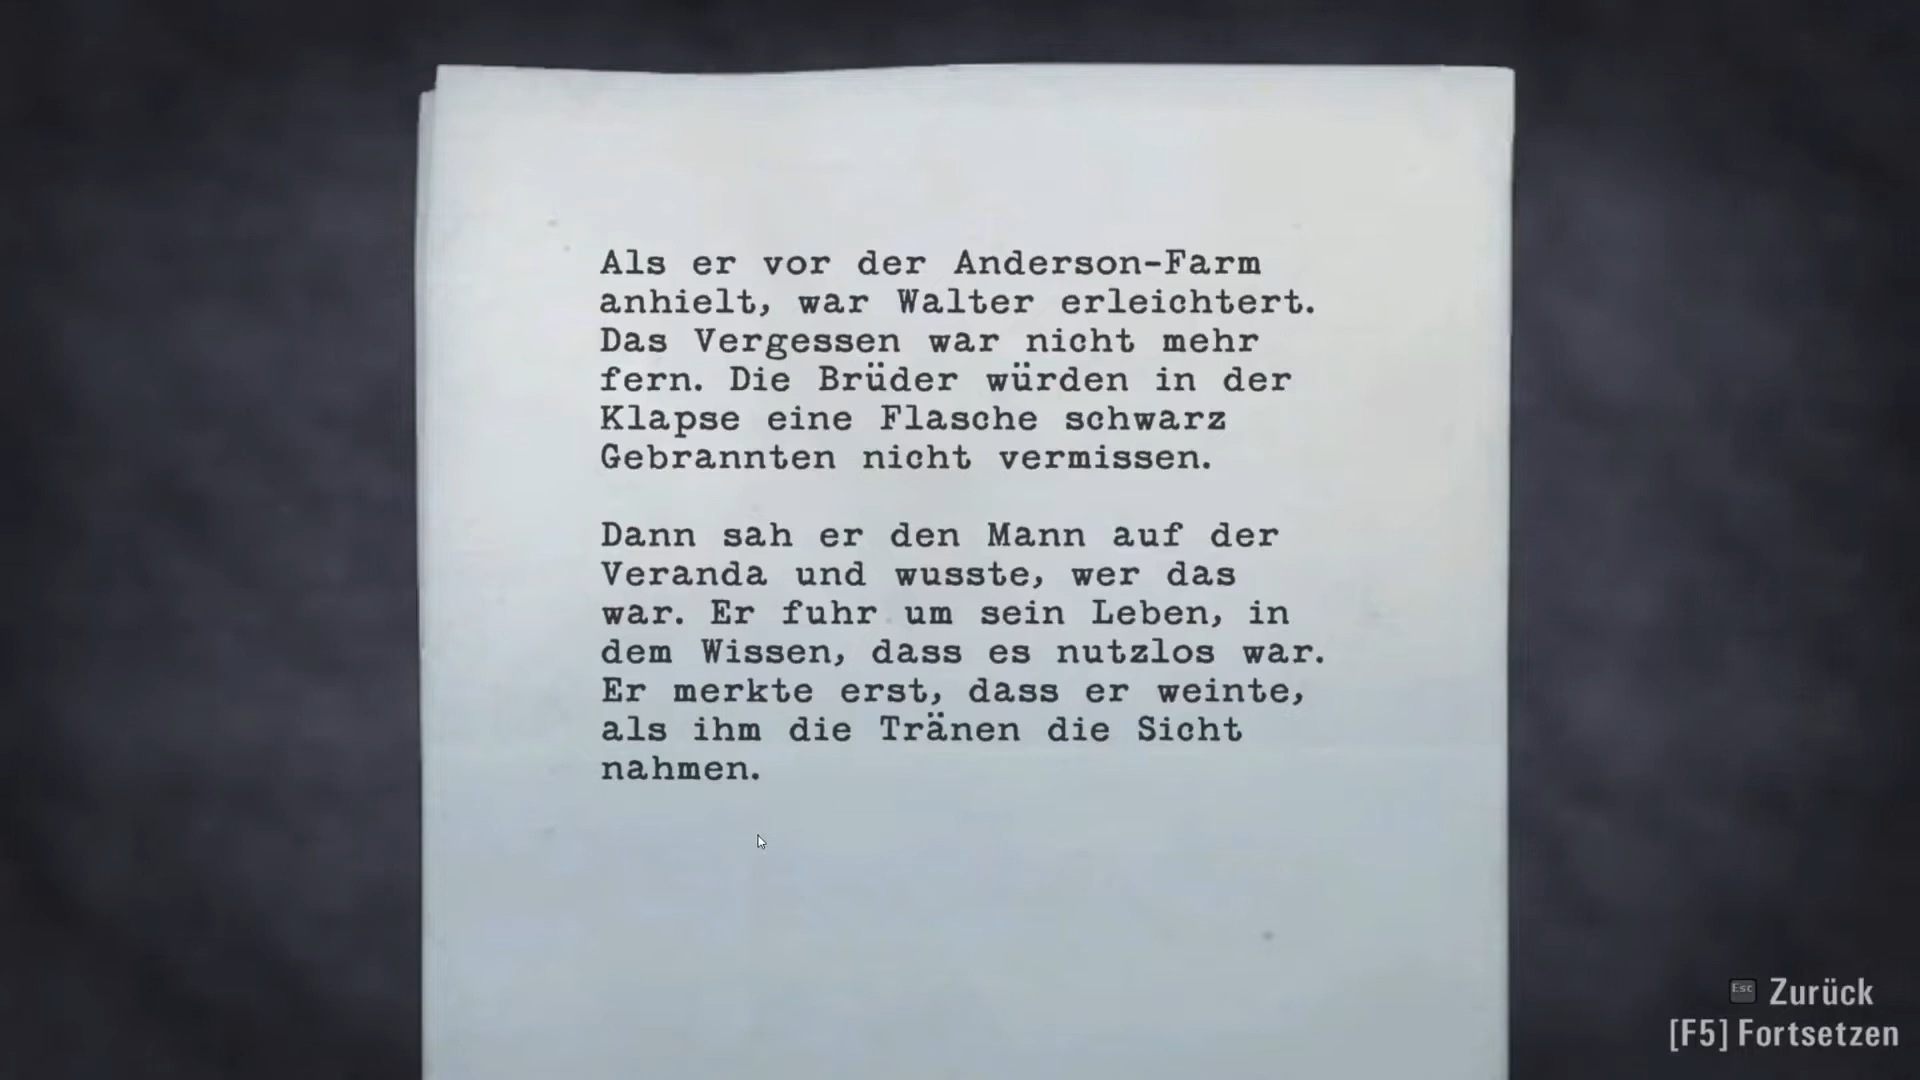 Als er vor der Anderson-Farm
anhielt, war Walter erleichtert.
Das Vergessen war nicht mehr
fern. Die Brüder würden in der
Klapse eine Flasche schwarz
Gebrannten nicht vermissen.
Dann sah er den Mann auf der
Veranda und wusste, wer das
war. Er fuhr um sein Leben, in
dem Wissen, dass es nutzlos war.
Er merkte erst, dass er weinte,
als ihm die Tränen die Sicht
nahmen.
Esc Zurück
[F5] Fortsetzen